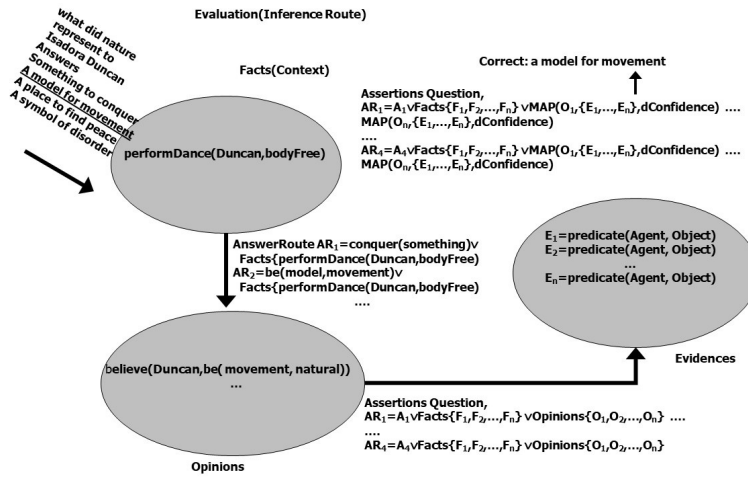 Evaluation(Inference Route)
what did nature
represent to
Isadora Duncan
Answers
Something to conquer
A model for movement
A place to find peace
A symbol of disorder
Facts(Context)
performDance(Duncan,bodyFree)
Correct: a model for movement
Assertions Question,
AR₁=A₁∨Facts{F₁,F₂,...,Fₙ} ∨MAP(O₁,{E₁,...,Eₙ},dConfidence) ....
MAP(Oₙ,{E₁,...,Eₙ},dConfidence)
....
AR₄=A₄∨Facts{F₁,F₂,...,Fₙ} ∨MAP(O₁,{E₁,...,Eₙ},dConfidence) ....
MAP(Oₙ,{E₁,...,Eₙ},dConfidence)
AnswerRoute AR₁=conquer(something)∨
Facts{performDance(Duncan,bodyFree)
AR₂=be(model,movement)∨
Facts{performDance(Duncan,bodyFree)
....
E₁=predicate(Agent, Object)
E₂=predicate(Agent, Object)
...
Eₙ=predicate(Agent, Object)
Evidences
believe(Duncan,be( movement, natural))
...
Opinions
Assertions Question,
AR₁=A₁∨Facts{F₁,F₂,...,Fₙ} ∨Opinions{O₁,O₂,...,Oₙ} ....
....
AR₄=A₄∨Facts{F₁,F₂,...,Fₙ} ∨Opinions{O₁,O₂,...,Oₙ}